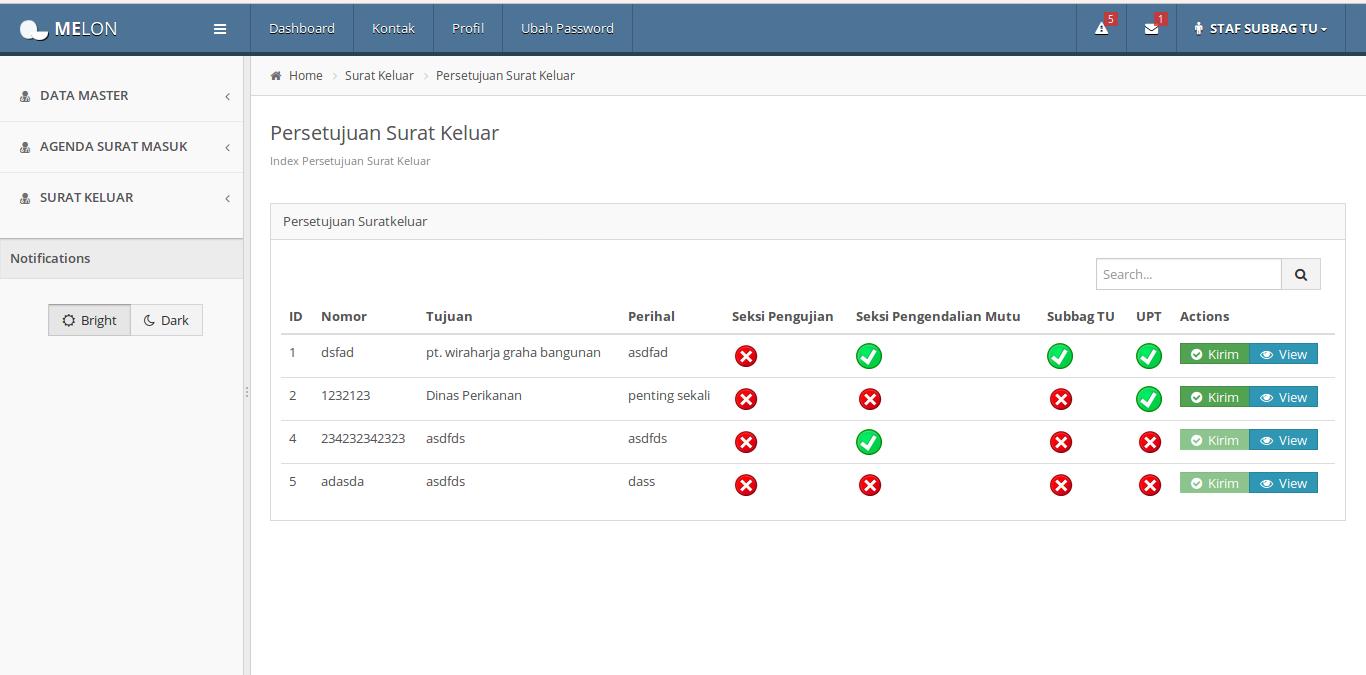 MELON
Dashboard Kontak Profil Ubah Password 5 1 STAF SUBBAG TU
DATA MASTER
AGENDA SURAT MASUK
SURAT KELUAR
Notifications
Bright Dark
Home Surat Keluar Persetujuan Surat Keluar
Persetujuan Surat Keluar
Index Persetujuan Surat Keluar
Persetujuan Suratkeluar
Search...
ID Nomor Tujuan Perihal Seksi Pengujian Seksi Pengendalian Mutu Subbag TU UPT Actions
1 dsfad pt. wiraharja graha bangunan asdfad Kirim View
2 1232123 Dinas Perikanan penting sekali Kirim View
4 234232342323 asdfds asdfds Kirim View
5 adasda asdfds dass Kirim View